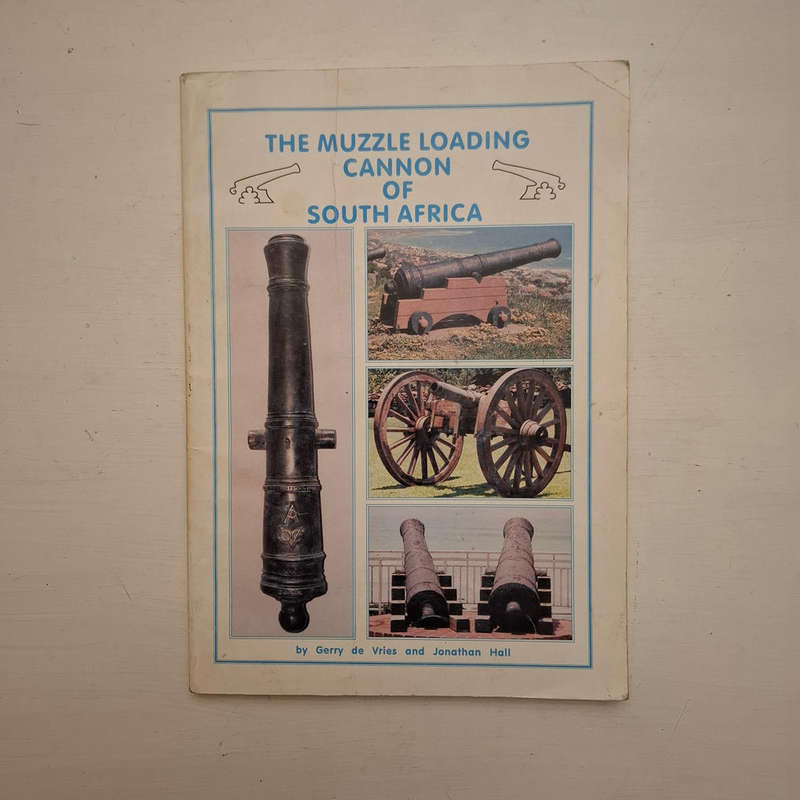 THE MUZZLE LOADING
CANNON
OF
SOUTH AFRICA
A
by Gerry de Vries and Jonathan Hall